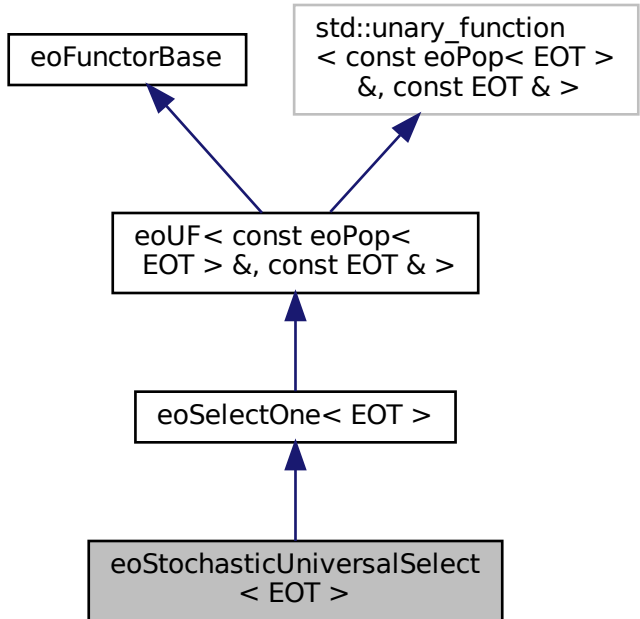 eoFunctorBase
std::unary_function
< const eoPop< EOT >
&, const EOT & >
eoUF< const eoPop<
EOT > &, const EOT & >
eoSelectOne< EOT >
eoStochasticUniversalSelect
< EOT >